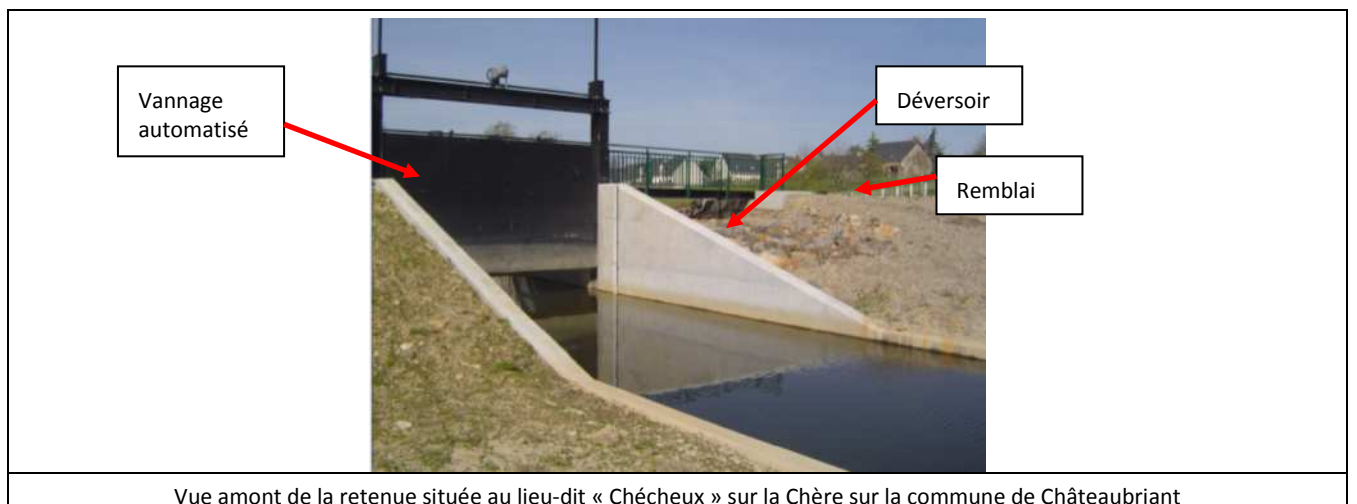 Vannage
automatisé
Déversoir
Remblai
Vue amont de la retenue située au lieu-dit « Chécheux » sur la Chère sur la commune de Châteaubriant